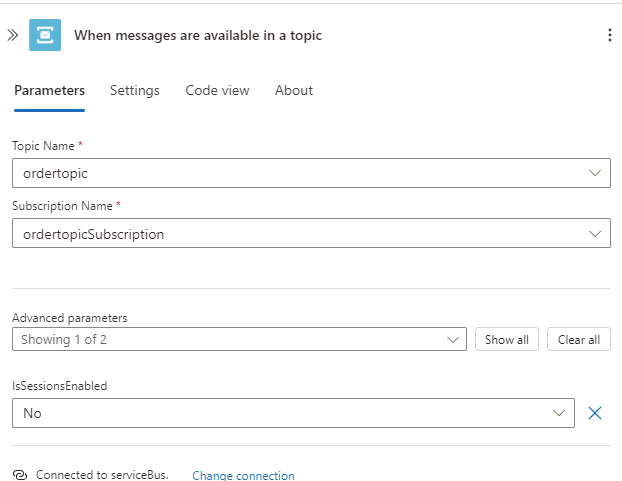 When messages are available in a topic
Parameters Settings Code view About
Topic Name *
ordertopic
Subscription Name *
ordertopicSubscription
Advanced parameters
Showing 1 of 2 Show all Clear all
IsSessionsEnabled
No
Connected to serviceBus. Change connection